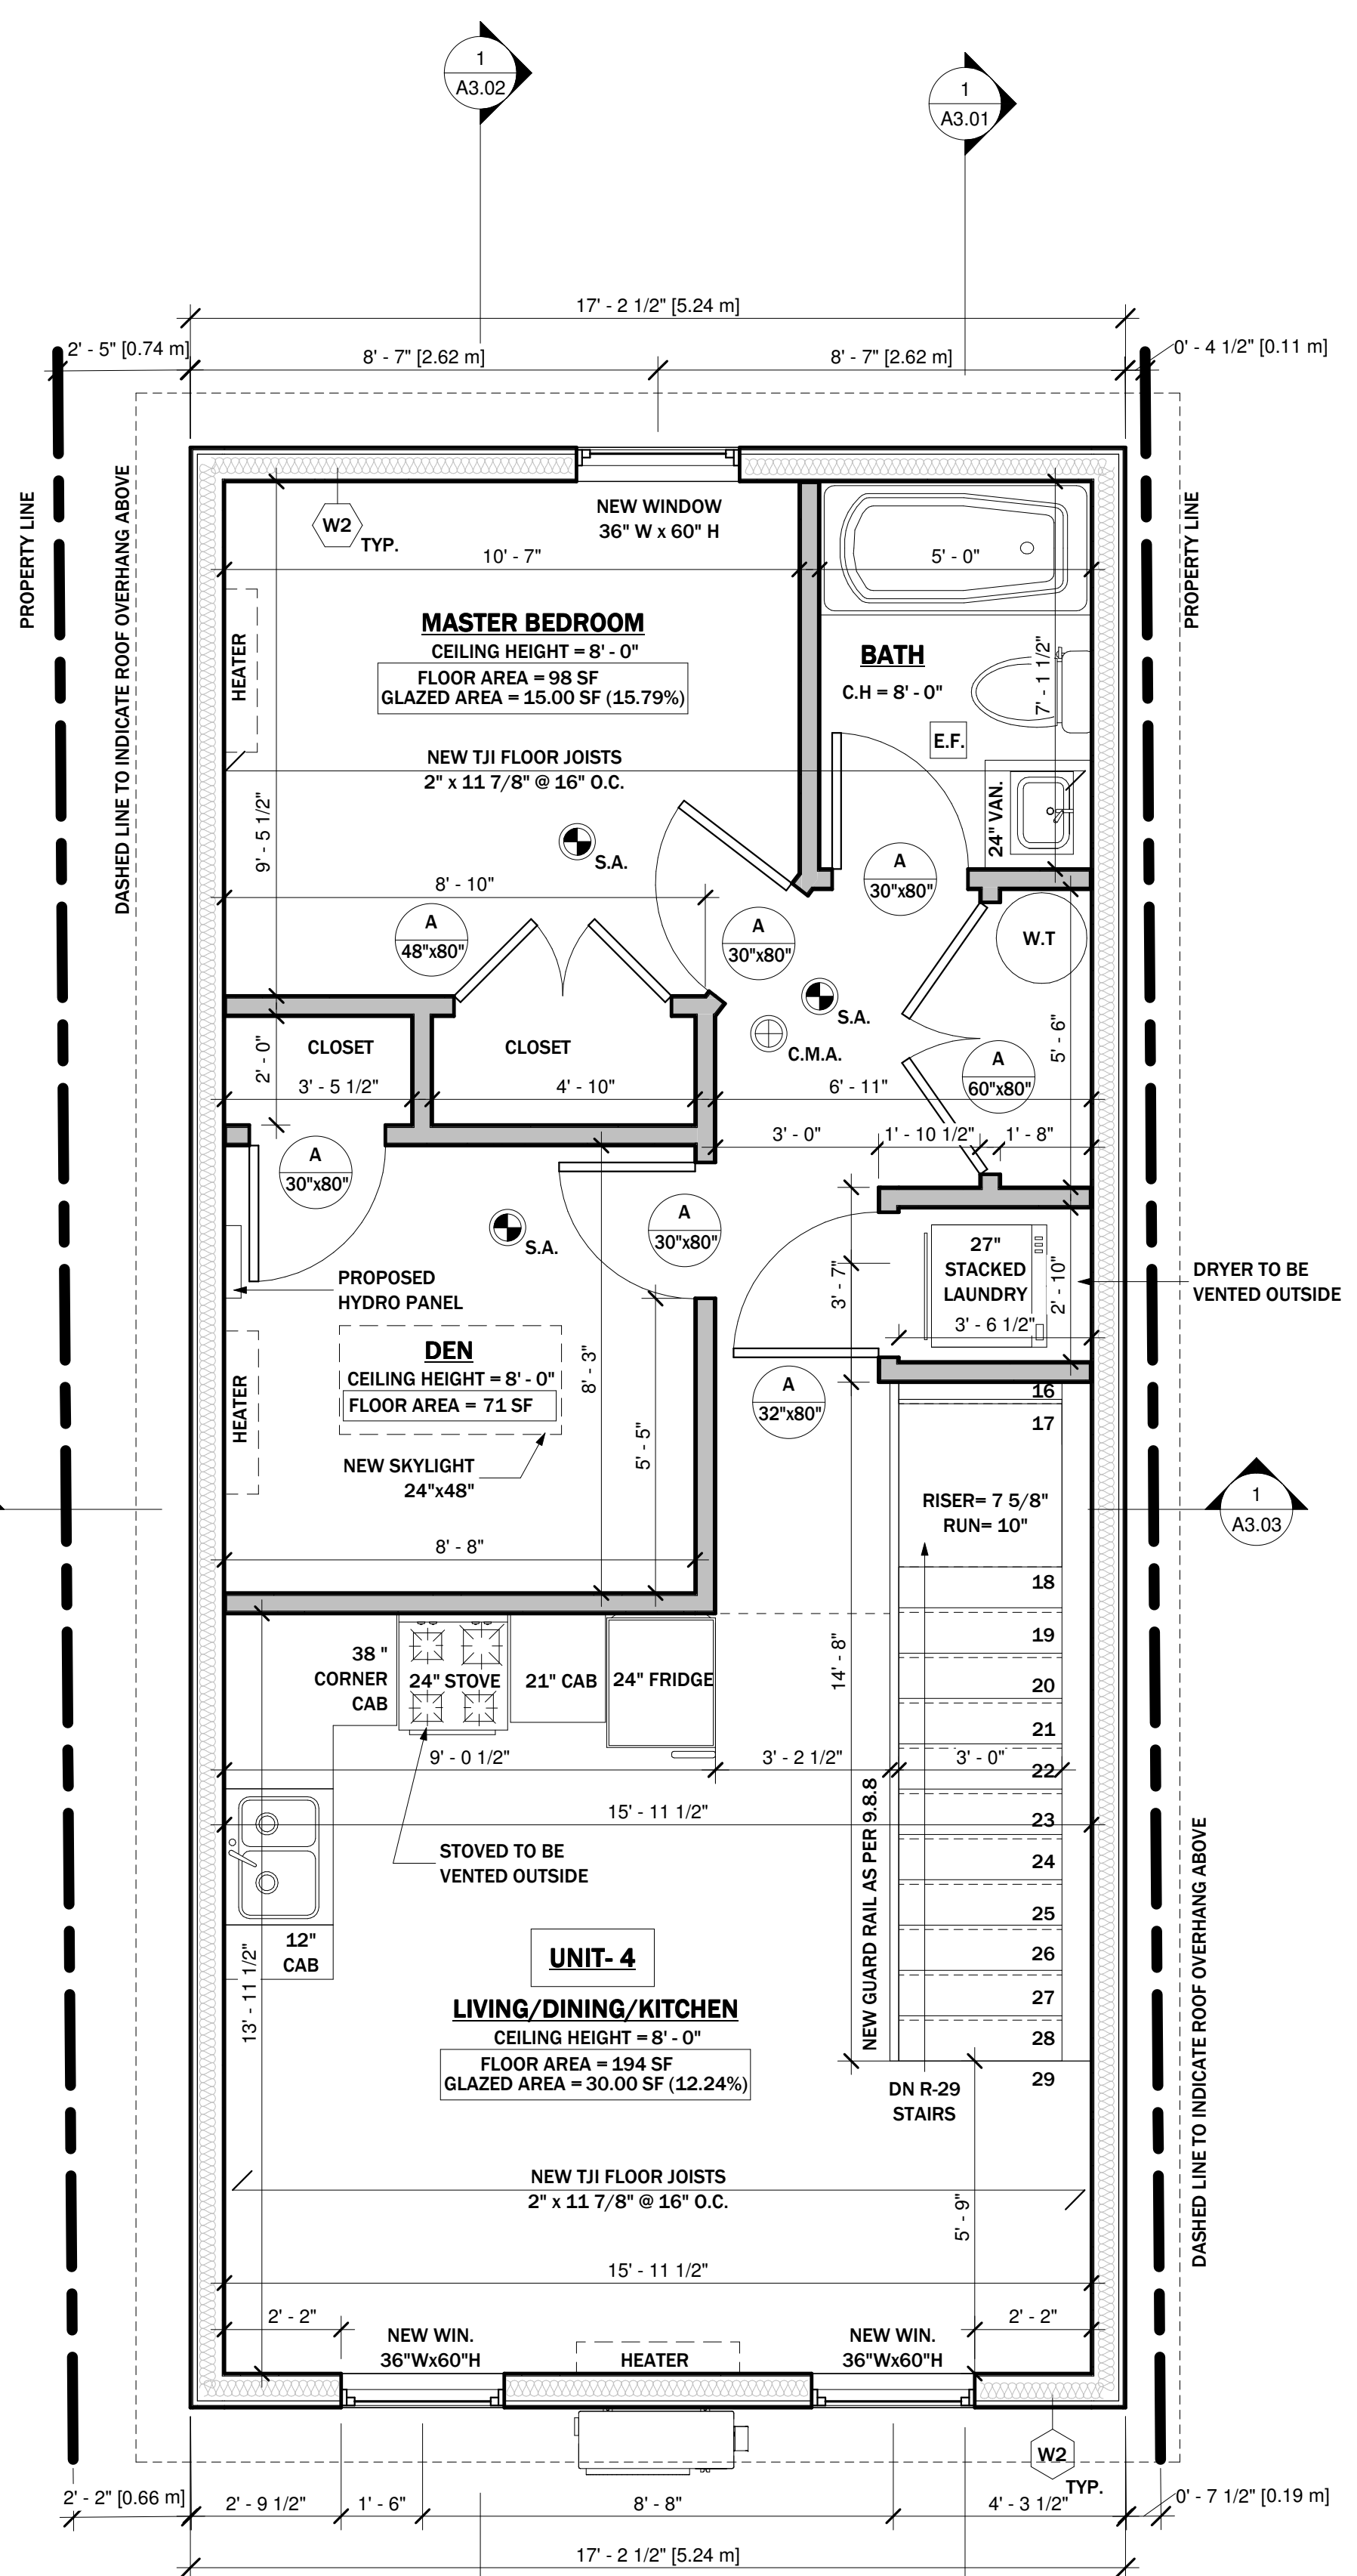 1
A3.02
1
A3.01
17' - 2 1/2" [5.24 m]
2' - 5" [0.74 m]
8' - 7" [2.62 m]
8' - 7" [2.62 m]
0' - 4 1/2" [0.11 m]
PROPERTY LINE
DASHED LINE TO INDICATE ROOF OVERHANG ABOVE
PROPERTY LINE
W2
TYP.
NEW WINDOW
36" W x 60" H
10' - 7"
5' - 0"
MASTER BEDROOM
CEILING HEIGHT = 8' - 0"
FLOOR AREA = 98 SF
GLAZED AREA = 15.00 SF (15.79%)
HEATER
BATH
C.H = 8' - 0"
7' - 1 1/2"
E.F.
NEW TJI FLOOR JOISTS
2" x 11 7/8" @ 16" O.C.
24" VAN.
9' - 5 1/2"
S.A.
8' - 10"
A
48"x80"
A
30"x80"
A
30"x80"
W.T
S.A.
C.M.A.
CLOSET
CLOSET
2' - 0"
3' - 5 1/2"
4' - 10"
6' - 11"
5' - 6"
A
60"x80"
3' - 0"
1' - 10 1/2"
1' - 8"
A
30"x80"
S.A.
A
30"x80"
27"
STACKED
LAUNDRY
2' - 10"
3' - 6 1/2"
3' - 7"
DRYER TO BE
VENTED OUTSIDE
PROPOSED
HYDRO PANEL
DEN
CEILING HEIGHT = 8' - 0"
FLOOR AREA = 71 SF
HEATER
8' - 3"
5' - 5"
NEW SKYLIGHT
24"x48"
8' - 8"
A
32"x80"
16
17
RISER= 7 5/8"
RUN= 10"
1
A3.03
18
19
20
21
22
23
24
25
26
27
28
29
38 "
CORNER
CAB
24" STOVE
21" CAB
24" FRIDGE
14' - 8"
9' - 0 1/2"
3' - 2 1/2"
3' - 0"
15' - 11 1/2"
STOVED TO BE
VENTED OUTSIDE
NEW GUARD RAIL AS PER 9.8.8
12"
CAB
13' - 11 1/2"
UNIT- 4
LIVING/DINING/KITCHEN
CEILING HEIGHT = 8' - 0"
FLOOR AREA = 194 SF
GLAZED AREA = 30.00 SF (12.24%)
DN R-29
STAIRS
DASHED LINE TO INDICATE ROOF OVERHANG ABOVE
NEW TJI FLOOR JOISTS
2" x 11 7/8" @ 16" O.C.
5' - 9"
15' - 11 1/2"
2' - 2"
2' - 2"
NEW WIN.
36"Wx60"H
HEATER
NEW WIN.
36"Wx60"H
W2
TYP.
2' - 2" [0.66 m]
2' - 9 1/2"
1' - 6"
8' - 8"
4' - 3 1/2"
0' - 7 1/2" [0.19 m]
17' - 2 1/2" [5.24 m]